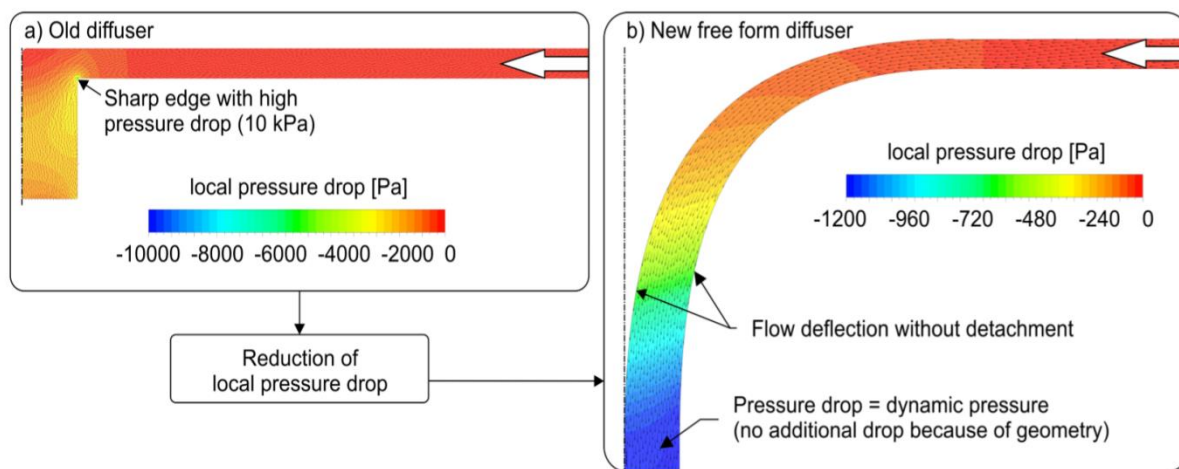 a) Old diffuser
Sharp edge with high
pressure drop (10 kPa)
local pressure drop [Pa]
-10000 -8000 -6000 -4000 -2000 0
Reduction of
local pressure drop
b) New free form diffuser
local pressure drop [Pa]
-1200 -960 -720 -480 -240 0
Flow deflection without detachment
Pressure drop = dynamic pressure
(no additional drop because of geometry)